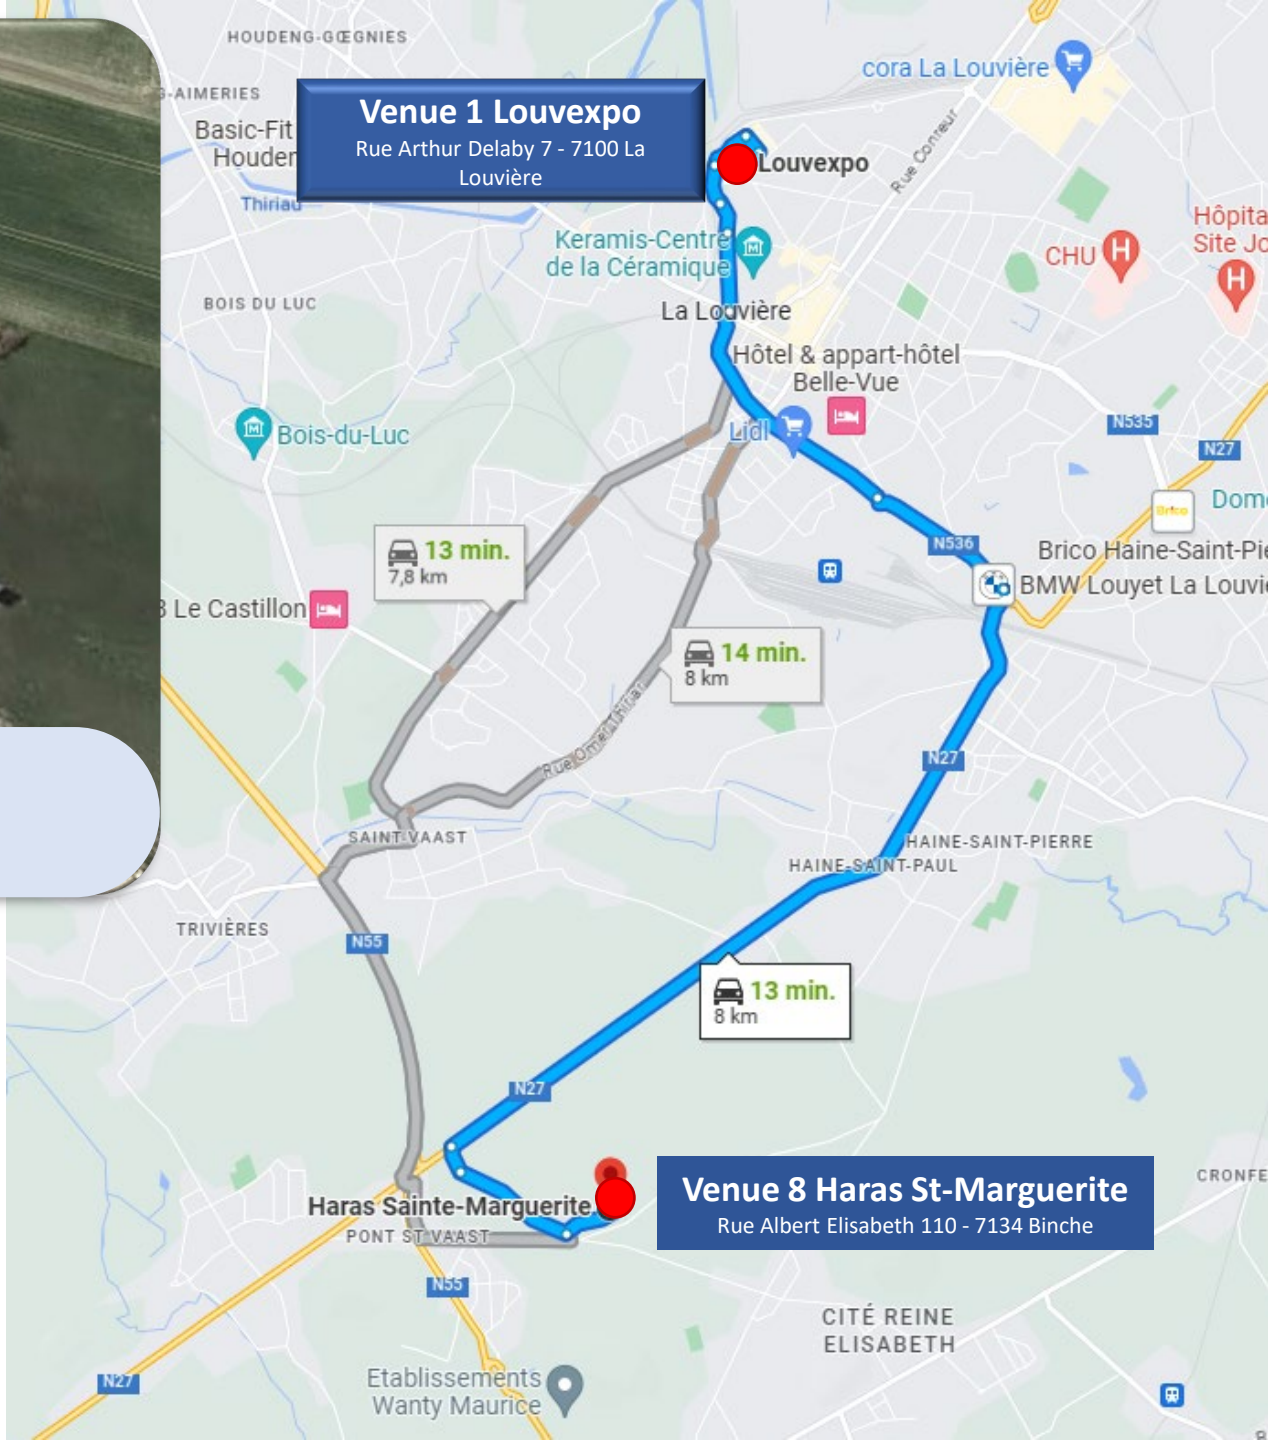 HOUDENG-GŒGNIES
cora La Louvière
-AIMERIES
Basic-Fit
Houder
Venue 1 Louvexpo
Rue Arthur Delaby 7 - 7100 La
Louvière
Louvexpo
Rue Conreur
Thiriau
Keramis-Centre
de la Céramique
CHU
H
Hôpita
Site Jo
H
BOIS DU LUC
La Louvière
Hôtel & appart-hôtel
Belle-Vue
Bois-du-Luc
Lidl
N535
N27
Brico
Dom
13 min.
7,8 km
N536
Brico Haine-Saint-Pie
BMW Louyet La Louviè
Le Castillon
14 min.
8 km
Rue Omer Thiriar
N27
SAINT-VAAST
HAINE-SAINT-PIERRE
HAINE-SAINT-PAUL
TRIVIÈRES
N55
13 min.
8 km
N27
Haras Sainte-Marguerite
PONT ST VAAST
Venue 8 Haras St-Marguerite
Rue Albert Elisabeth 110 - 7134 Binche
CRONFE
N55
CITÉ REINE
ELISABETH
N27
Etablissements
Wanty Maurice